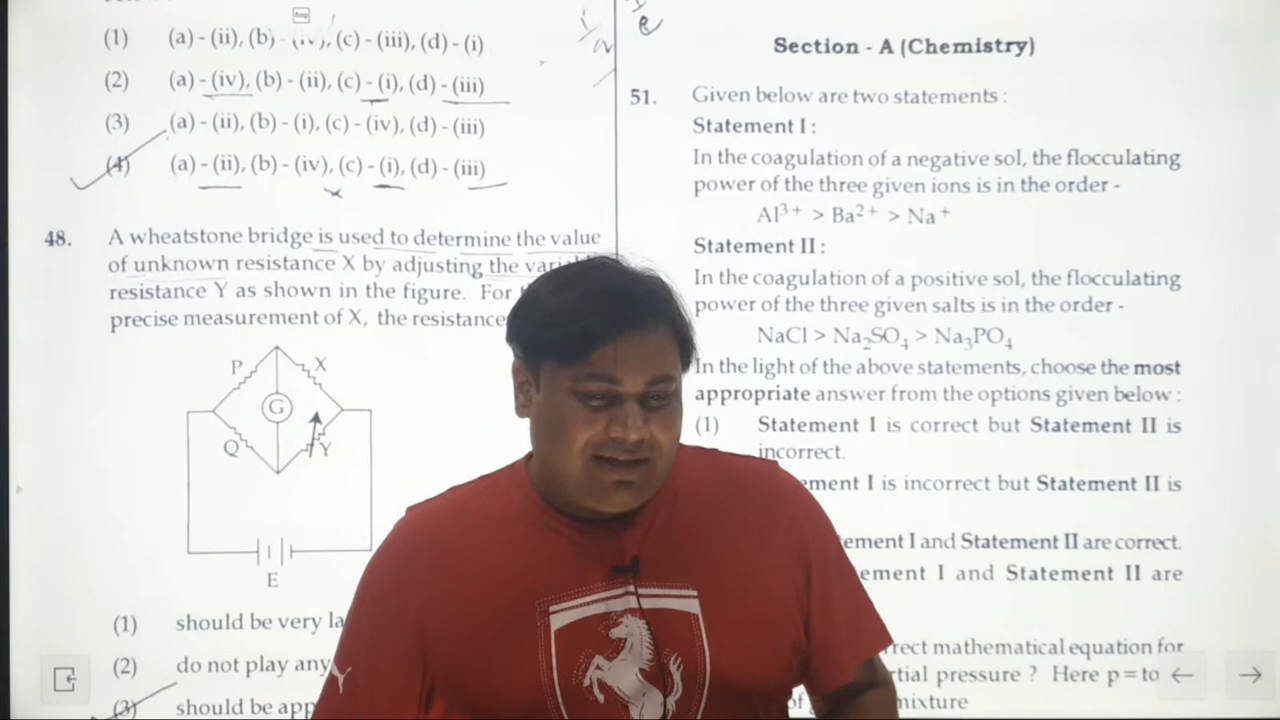 (1) (a) - (ii), (b) - (iv), (c) - (iii), (d) - (i)
(2) (a) - (iv), (b) - (ii), (c) - (i), (d) - (iii)
(3) (a) - (ii), (b) - (i), (c) - (iv), (d) - (iii)
(4) (a) - (ii), (b) - (iv), (c) - (i), (d) - (iii)
48. A wheatstone bridge is used to determine the value
of unknown resistance X by adjusting the
resistance Y as shown in the figure. For
precise measurement of X, the resistance
P X
G
Q Y
E
(1) should be very
(2) do not play any
(3) should be
Section - A (Chemistry)
51. Given below are two statements :
Statement I :
In the coagulation of a negative sol, the flocculating
power of the three given ions is in the order -
Al³⁺ > Ba²⁺ > Na⁺
Statement II :
In the coagulation of a positive sol, the flocculating
power of the three given salts is in the order -
NaCl > Na₂SO₄ > Na₃PO₄
In the light of the above statements, choose the most
appropriate answer from the options given below :
(1) Statement I is correct but Statement II is
incorrect.
I is incorrect but Statement II is
I and Statement II are correct.
I and Statement II are
mathematical equation for
pressure ? Here p = to
mixture